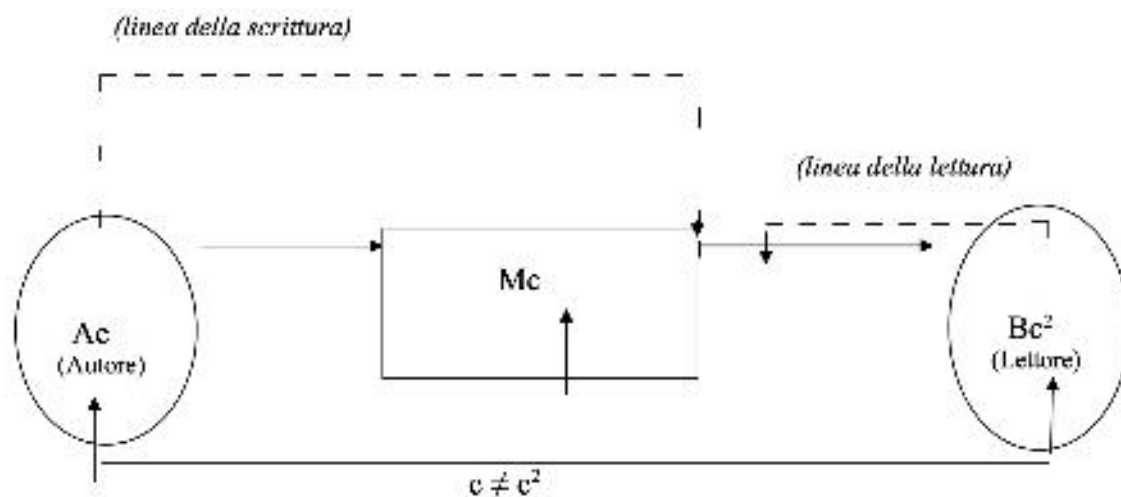 (linea della scrittura)
(linea della lettura)
Mc
Ac
(Autore)
Bc²
(Lettore)
c ≠ c²